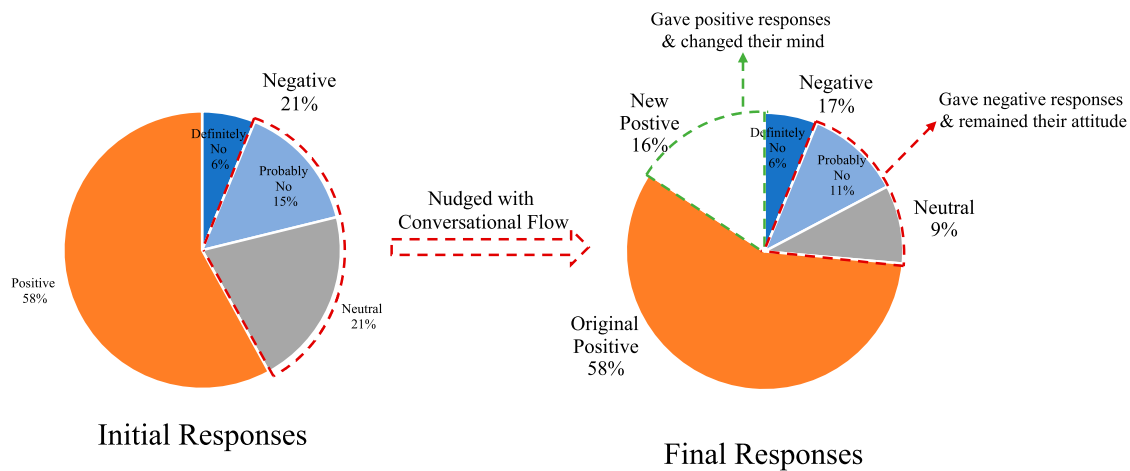 Negative
21%
Definitely
No
6%
Probably
No
15%
Positive
58%
Neutral
21%
Initial Responses
Nudged with
Conversational Flow
Gave positive responses
& changed their mind
New
Postive
16%
Negative
17%
Definitely
No
6%
Probably
No
11%
Gave negative responses
& remained their attitude
Neutral
9%
Original
Positive
58%
Final Responses